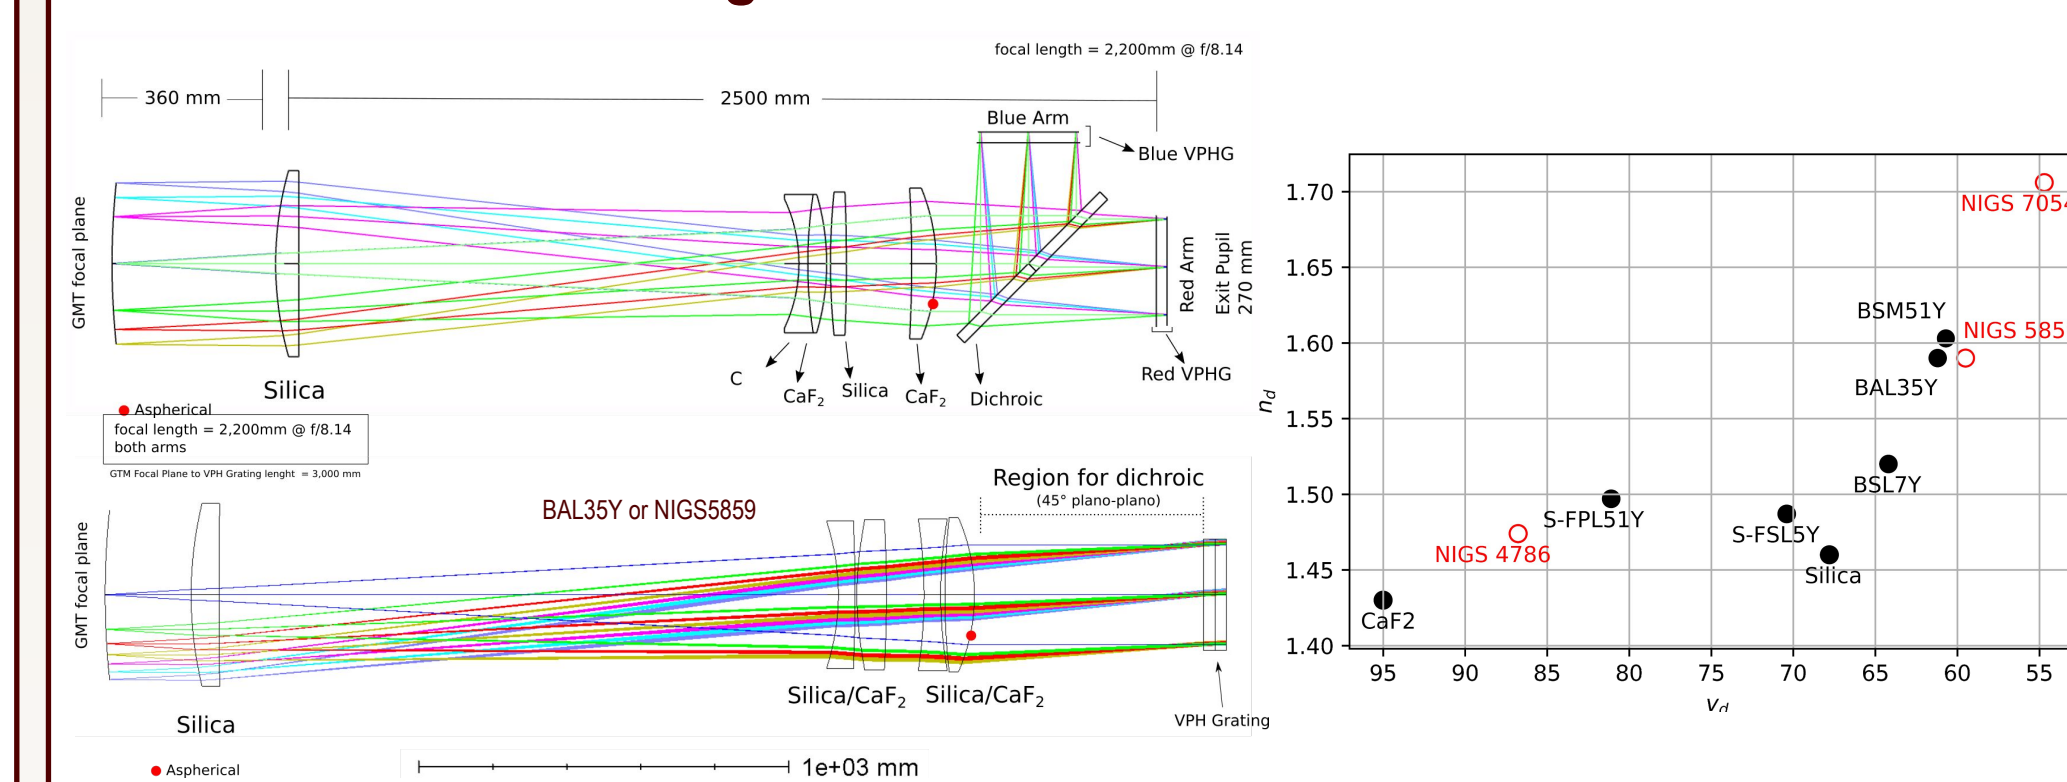 focal length = 2,200mm @ f/8.14
360 mm
2500 mm
Blue Arm
Blue VPHG
GMT focal plane
Red Arm
Exit Pupil
270 mm
Red VPHG
C
CaF2
Silica
CaF2
Dichroic
Silica
Aspherical
focal length = 2,200mm @ f/8.14
both arms
GTM Focal Plane to VPH Grating lenght = 3,000 mm
BAL35Y or NIGS5859
Region for dichroic
(45° plano-plano)
GMT focal plane
Silica/CaF2 Silica/CaF2
Silica
VPH Grating
Aspherical
1e+03 mm
nd
1.70
1.65
1.60
1.55
1.50
1.45
1.40
NIGS 7054
BSM51Y
NIGS 585
BAL35Y
BSL7Y
S-FPL51Y
S-FSL5Y
NIGS 4786
Silica
CaF2
95 90 85 80 75 70 65 60 55
vd